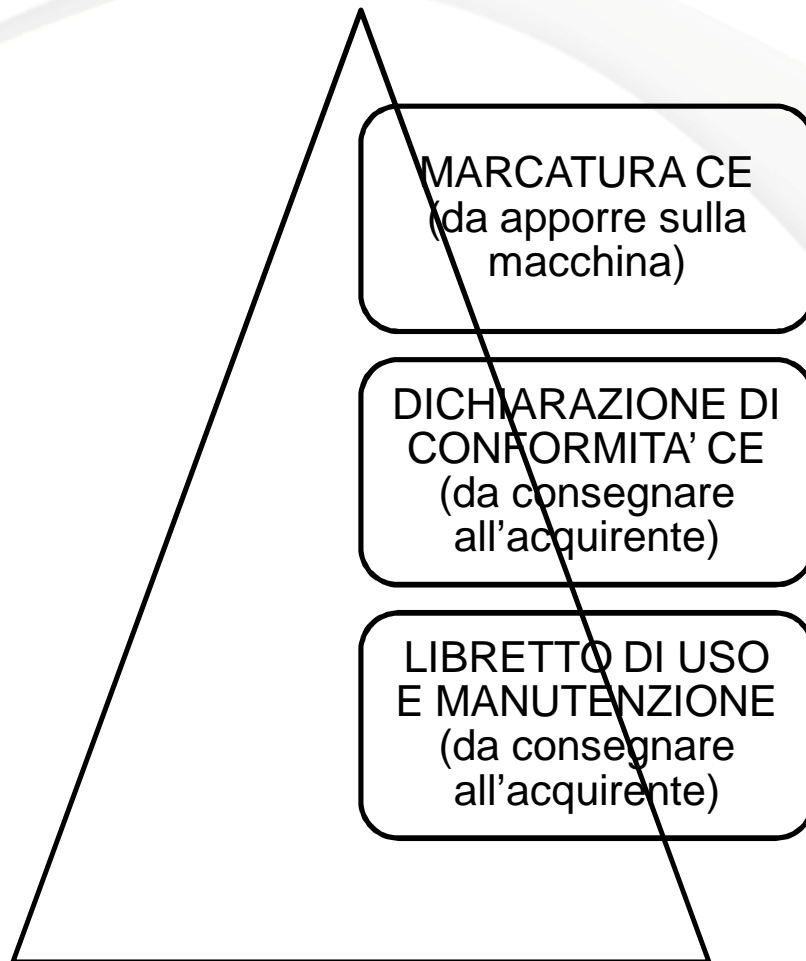 MARCATURA CE
(da apporre sulla
macchina)
DICHIARAZIONE DI
CONFORMITA’ CE
(da consegnare
all’acquirente)
LIBRETTO DI USO
E MANUTENZIONE
(da consegnare
all’acquirente)